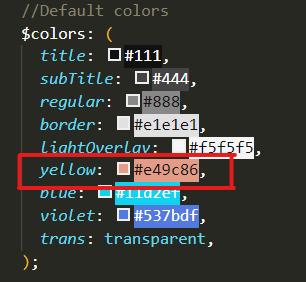 //Default colors
$colors: (
title: #111,
subTitle: #444,
regular: #888,
border: #e1e1e1,
lightOverlay: #f5f5f5,
yellow: #e49c86,
blue: #11d2ef,
violet: #537bdf,
trans: transparent,
);